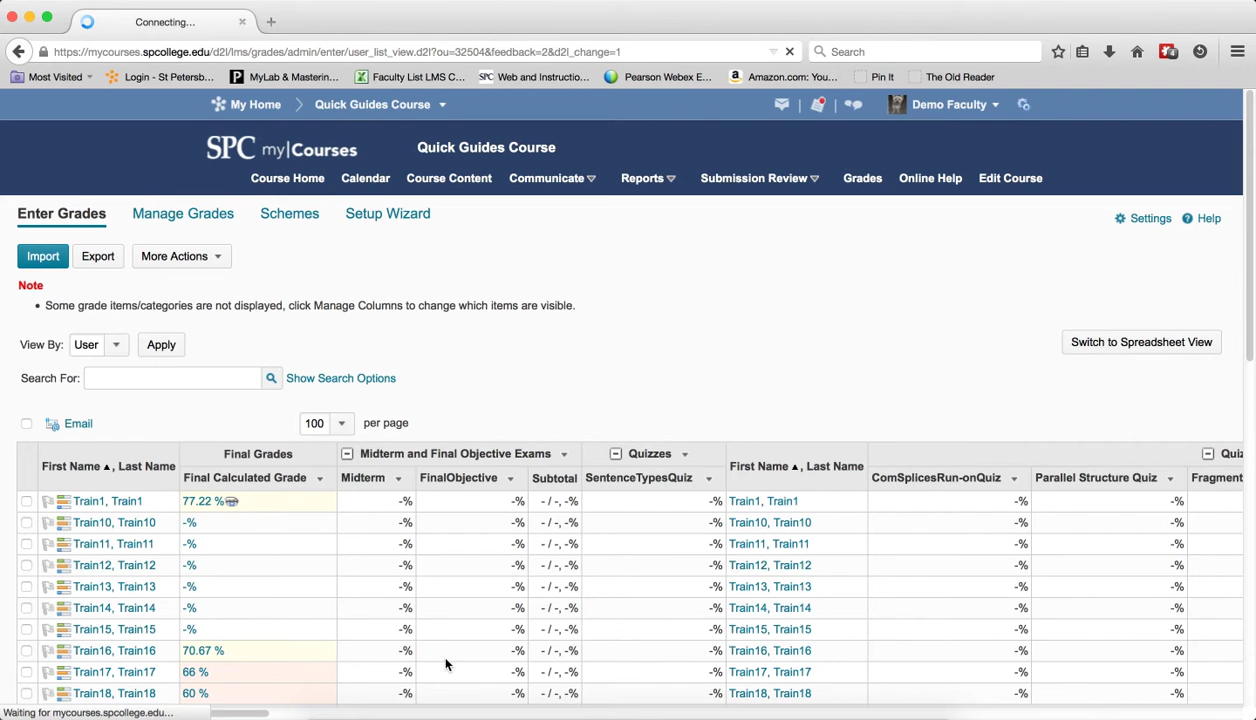 Connecting...
https://mycourses.spcollege.edu/d2l/lms/grades/admin/enter/user_list_view.d2l?ou=32504&feedback=2&d2l_change=1
Search
Most Visited Login - St Petersb... MyLab & Mastering... Faculty List LMS C... Web and Instructio... Pearson Webex E... Amazon.com: You... Pin It The Old Reader
My Home Quick Guides Course Demo Faculty
SPC my|Courses Quick Guides Course
Course Home Calendar Course Content Communicate Reports Submission Review Grades Online Help Edit Course
Enter Grades Manage Grades Schemes Setup Wizard Settings Help
Import Export More Actions
Note
• Some grade items/categories are not displayed, click Manage Columns to change which items are visible.
View By: User Apply Switch to Spreadsheet View
Search For: Show Search Options
Email 100 per page
Final Grades Midterm and Final Objective Exams Quizzes Quiz
First Name, Last Name Final Calculated Grade Midterm FinalObjective Subtotal SentenceTypesQuiz First Name, Last Name ComSplicesRun-onQuiz Parallel Structure Quiz Fragment
Train1, Train1 77.22 % -% -% - / -, -% -% Train1, Train1 -% -%
Train10, Train10 -% -% -% - / -, -% -% Train10, Train10 -% -%
Train11, Train11 -% -% -% - / -, -% -% Train11, Train11 -% -%
Train12, Train12 -% -% -% - / -, -% -% Train12, Train12 -% -%
Train13, Train13 -% -% -% - / -, -% -% Train13, Train13 -% -%
Train14, Train14 -% -% -% - / -, -% -% Train14, Train14 -% -%
Train15, Train15 -% -% -% - / -, -% -% Train15, Train15 -% -%
Train16, Train16 70.67 % -% -% - / -, -% -% Train16, Train16 -% -%
Train17, Train17 66 % -% -% - / -, -% -% Train17, Train17 -% -%
Train18, Train18 60 % -% -% - / -, -% -% Train18, Train18 -% -%
Waiting for mycourses.spcollege.edu...